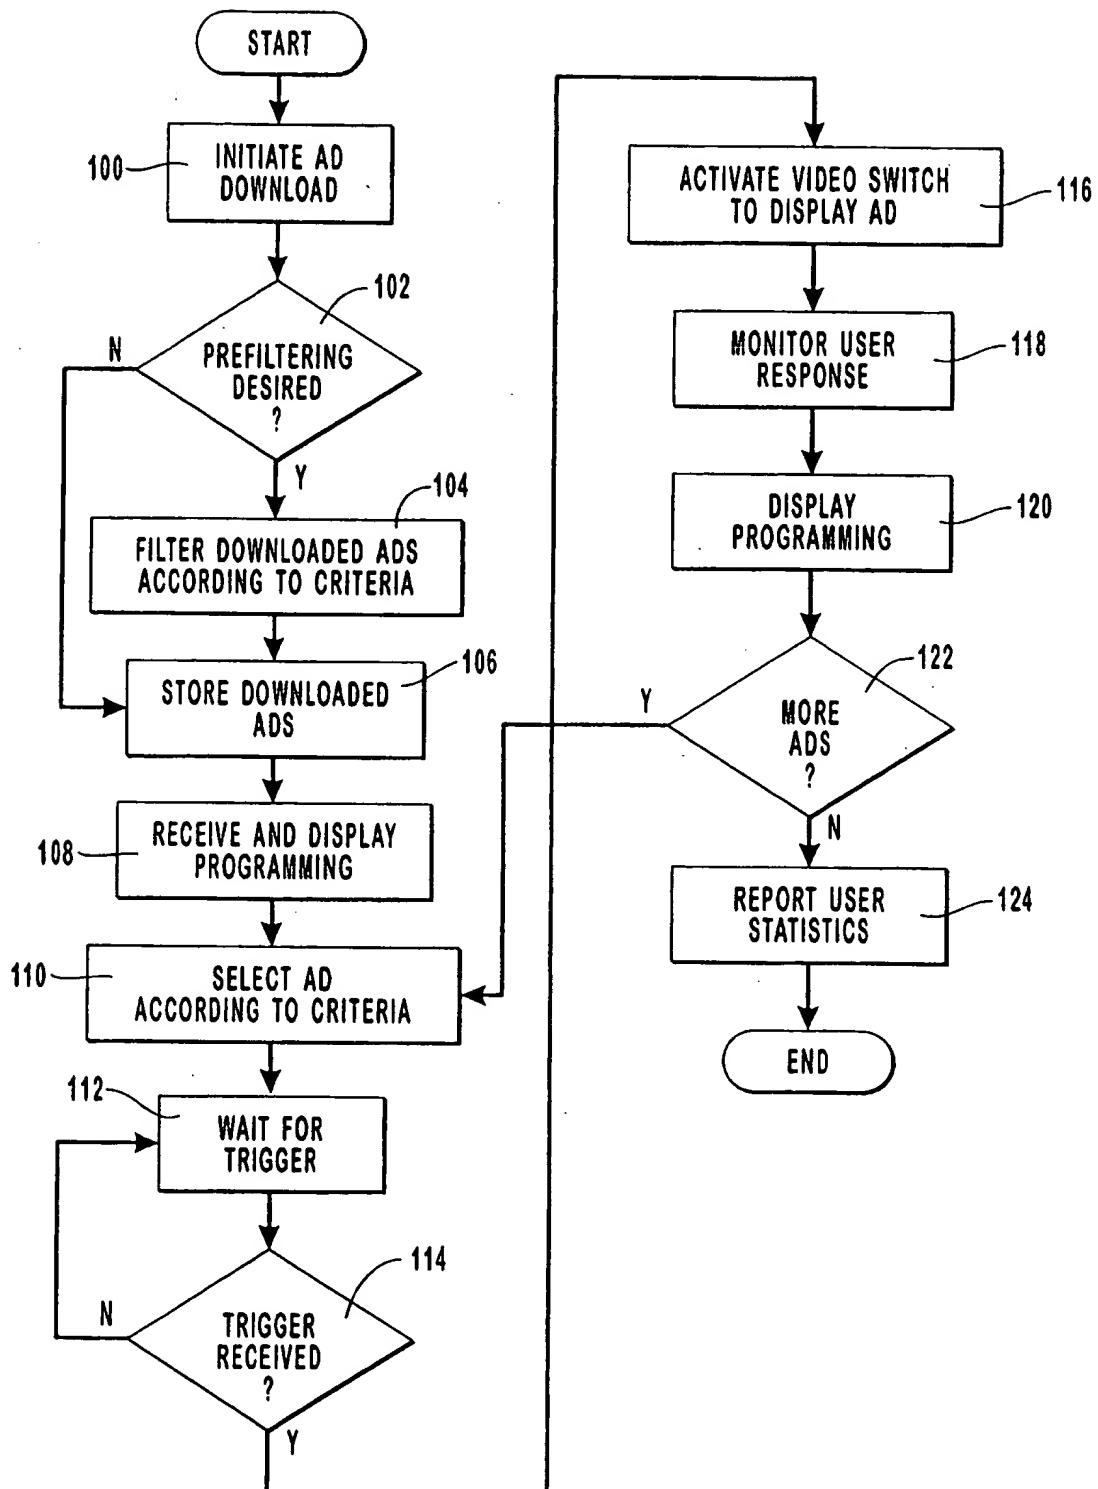 START
100
INITIATE AD
DOWNLOAD
102
N
PREFILTERING
DESIRED
?
Y
104
FILTER DOWNLOADED ADS
ACCORDING TO CRITERIA
106
STORE DOWNLOADED
ADS
108
RECEIVE AND DISPLAY
PROGRAMMING
110
SELECT AD
ACCORDING TO CRITERIA
112
WAIT FOR
TRIGGER
114
N
TRIGGER
RECEIVED
?
Y
ACTIVATE VIDEO SWITCH
TO DISPLAY AD
116
MONITOR USER
RESPONSE
118
DISPLAY
PROGRAMMING
120
122
Y
MORE
ADS
?
N
REPORT USER
STATISTICS
124
END